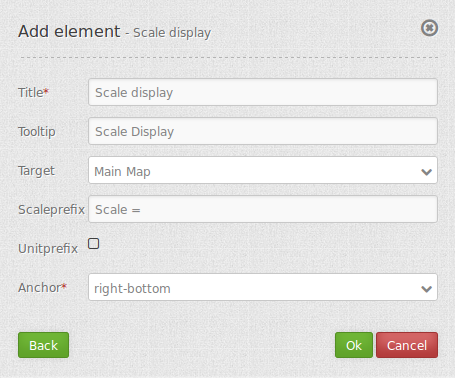 Add element - Scale display
Title* Scale display
Tooltip Scale Display
Target Main Map
Scaleprefix Scale =
Unitprefix
Anchor* right-bottom
Back Ok Cancel